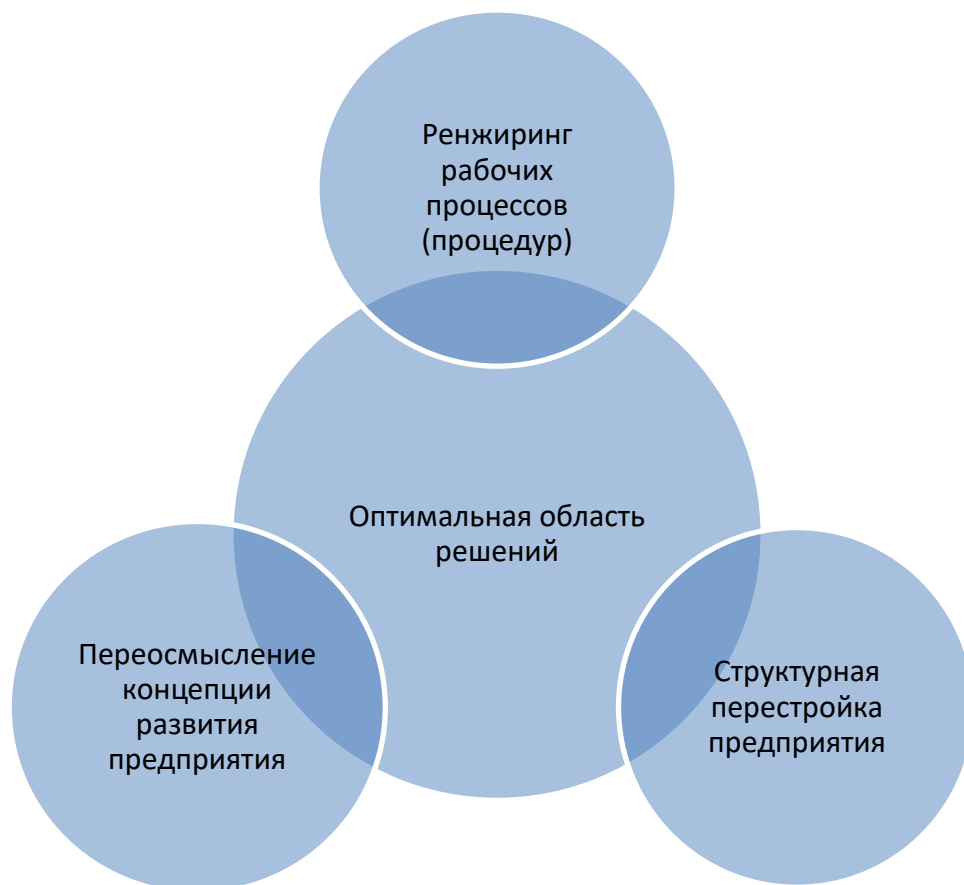 Ренжиринг
рабочих
процессов
(процедур)
Оптимальная область
решений
Переосмысление
концепции
развития
предприятия
Структурная
перестройка
предприятия